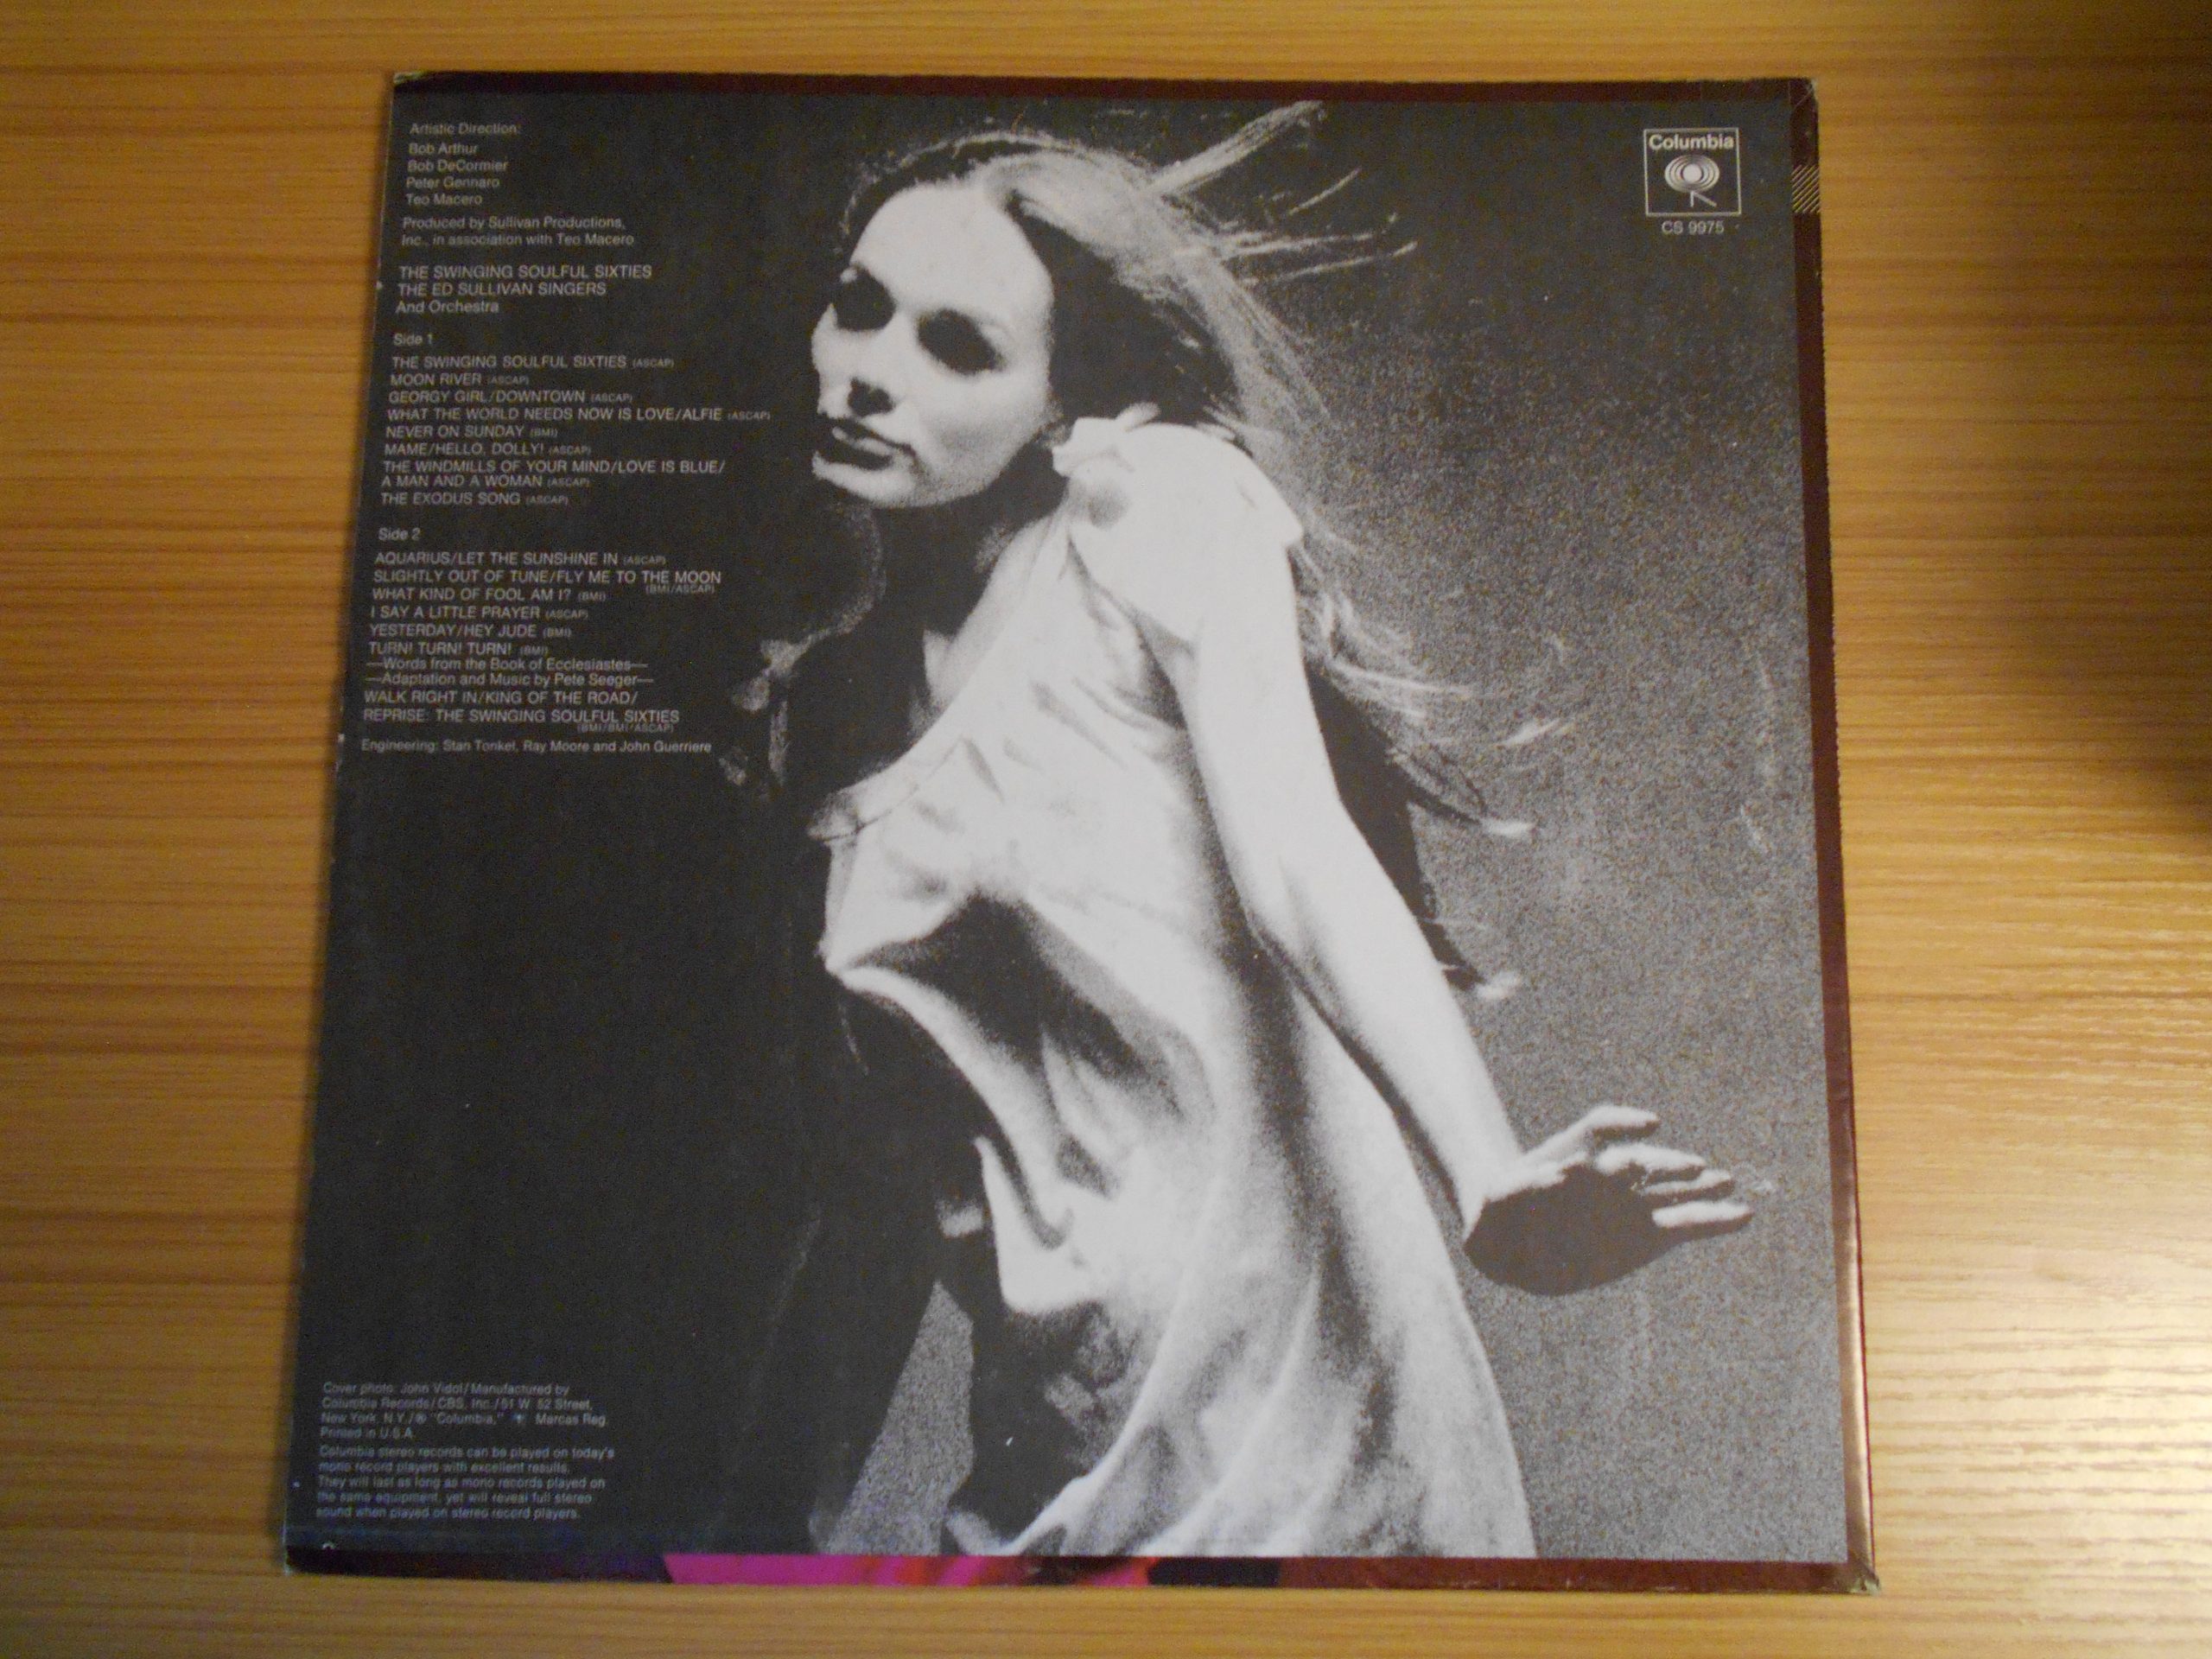 Artistic Direction:
Bob Arthur
Bob DeCormier
Peter Gennaro
Teo Macero
Produced by Sullivan Productions,
Inc., in association with Teo Macero
THE SWINGING SOULFUL SIXTIES
THE ED SULLIVAN SINGERS
And Orchestra
Side 1
THE SWINGING SOULFUL SIXTIES (ASCAP)
MOON RIVER (ASCAP)
GEORGY GIRL/DOWNTOWN (ASCAP)
WHAT THE WORLD NEEDS NOW IS LOVE/ALFIE (ASCAP)
NEVER ON SUNDAY (BMI)
MAME/HELLO, DOLLY! (ASCAP)
THE WINDMILLS OF YOUR MIND/LOVE IS BLUE/
A MAN AND A WOMAN (ASCAP)
THE EXODUS SONG (ASCAP)
Side 2
AQUARIUS/LET THE SUNSHINE IN (ASCAP)
SLIGHTLY OUT OF TUNE/FLY ME TO THE MOON
(BMI/ASCAP)
WHAT KIND OF FOOL AM I? (BMI)
I SAY A LITTLE PRAYER (ASCAP)
YESTERDAY/HEY JUDE (BMI)
TURN! TURN! TURN! (BMI)
—Words from the Book of Ecclesiastes—
—Adaptation and Music by Pete Seeger—
WALK RIGHT IN/KING OF THE ROAD/
REPRISE: THE SWINGING SOULFUL SIXTIES
(BMI/BMI/ASCAP)
Engineering: Stan Tonkel, Ray Moore and John Guerriere
Columbia
CS 9975
Cover photo: John Vidol/Manufactured by
Columbia Records/CBS, Inc./51 W. 52 Street,
New York, N.Y./® "Columbia," Marcas Reg.
Printed in U.S.A.
Columbia stereo records can be played on today's
mono record players with excellent results.
They will last as long as mono records played on
the same equipment, yet will reveal full stereo
sound when played on stereo record players.